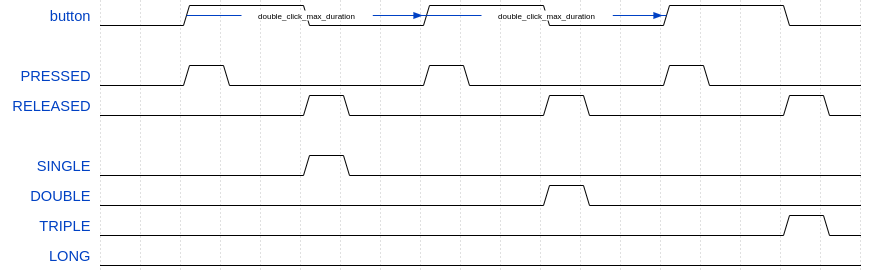 button double_click_max_duration double_click_max_duration
PRESSED
RELEASED
SINGLE
DOUBLE
TRIPLE
LONG